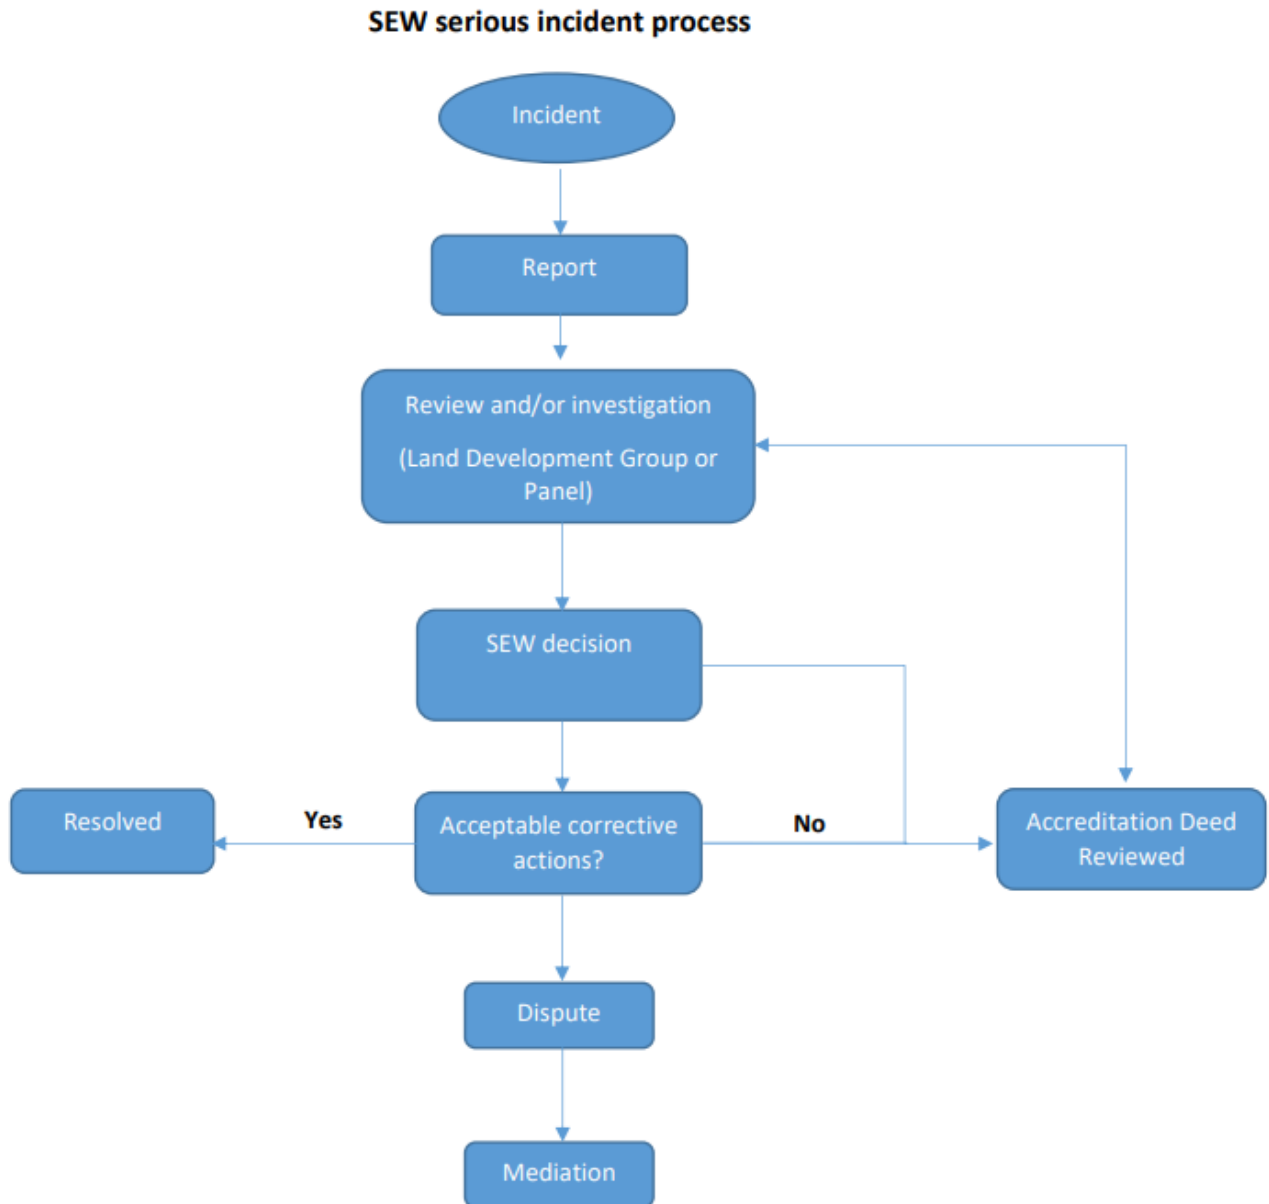 SEW serious incident process
Incident
Report
Review and/or investigation
(Land Development Group or
Panel)
SEW decision
Resolved
Yes
Acceptable corrective
actions?
No
Accreditation Deed
Reviewed
Dispute
Mediation